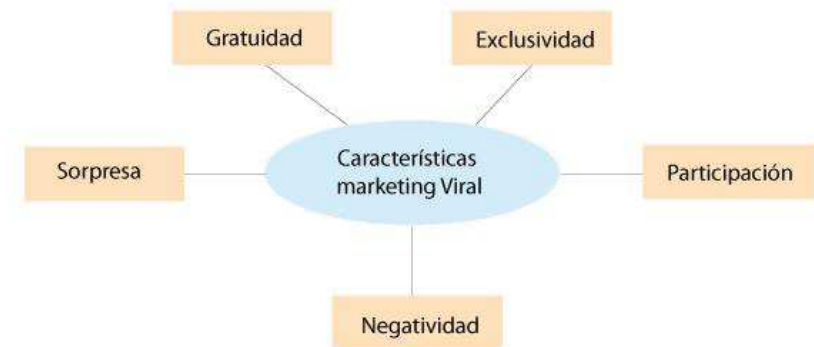 Gratuidad
Exclusividad
Sorpresa
Características
marketing Viral
Participación
Negatividad